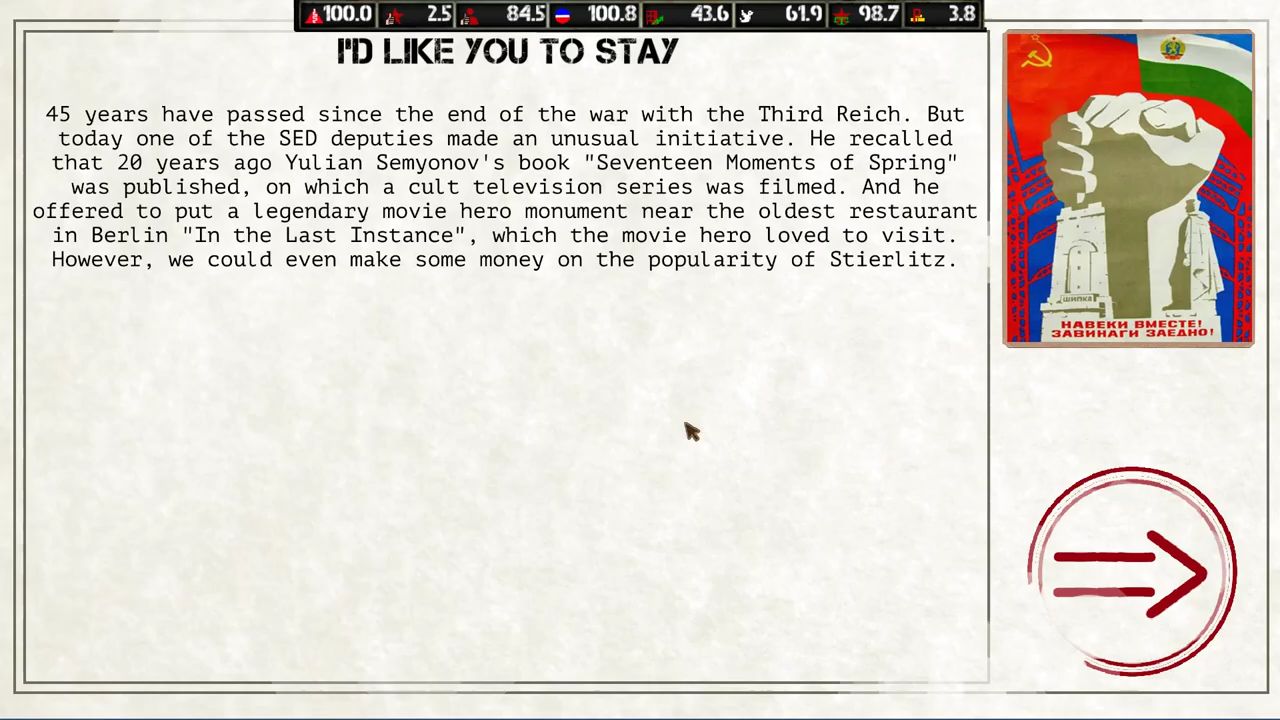 100.0 2.5 84.5 100.8 43.6 61.9 98.7 3.8
I'D LIKE YOU TO STAY
45 years have passed since the end of the war with the Third Reich. But
today one of the SED deputies made an unusual initiative. He recalled
that 20 years ago Yulian Semyonov's book "Seventeen Moments of Spring"
was published, on which a cult television series was filmed. And he
offered to put a legendary movie hero monument near the oldest restaurant
in Berlin "In the Last Instance", which the movie hero loved to visit.
However, we could even make some money on the popularity of Stierlitz.
ШИПКА
НАВЕКИ ВМЕСТЕ!
ЗАВИНАГИ ЗАЕДНО!